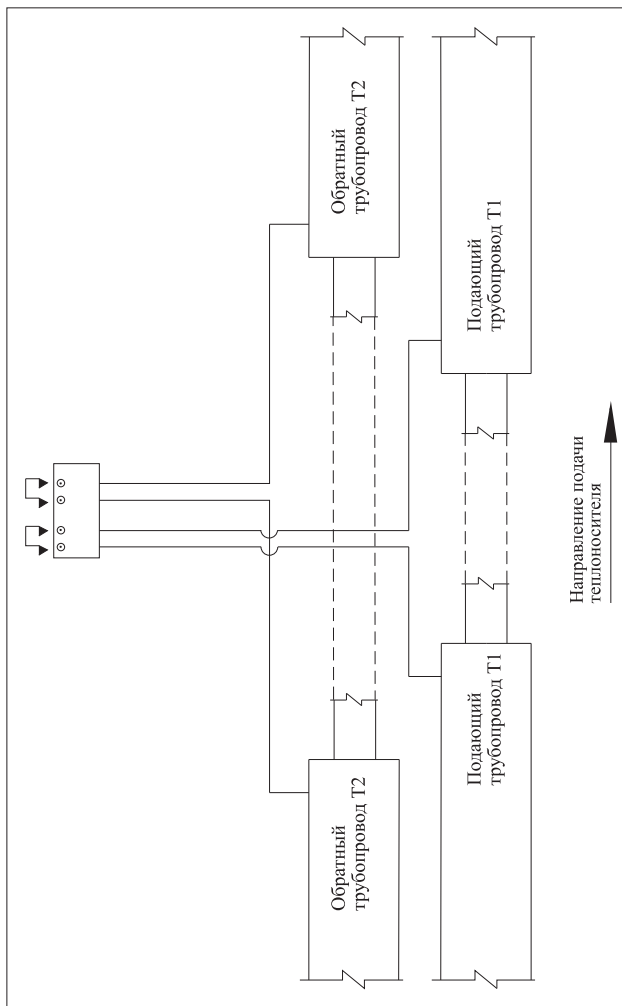 Обратный
трубопровод Т2
Обратный
трубопровод Т2
Подающий
трубопровод Т1
Подающий
трубопровод Т1
Направление подачи
теплоносителя